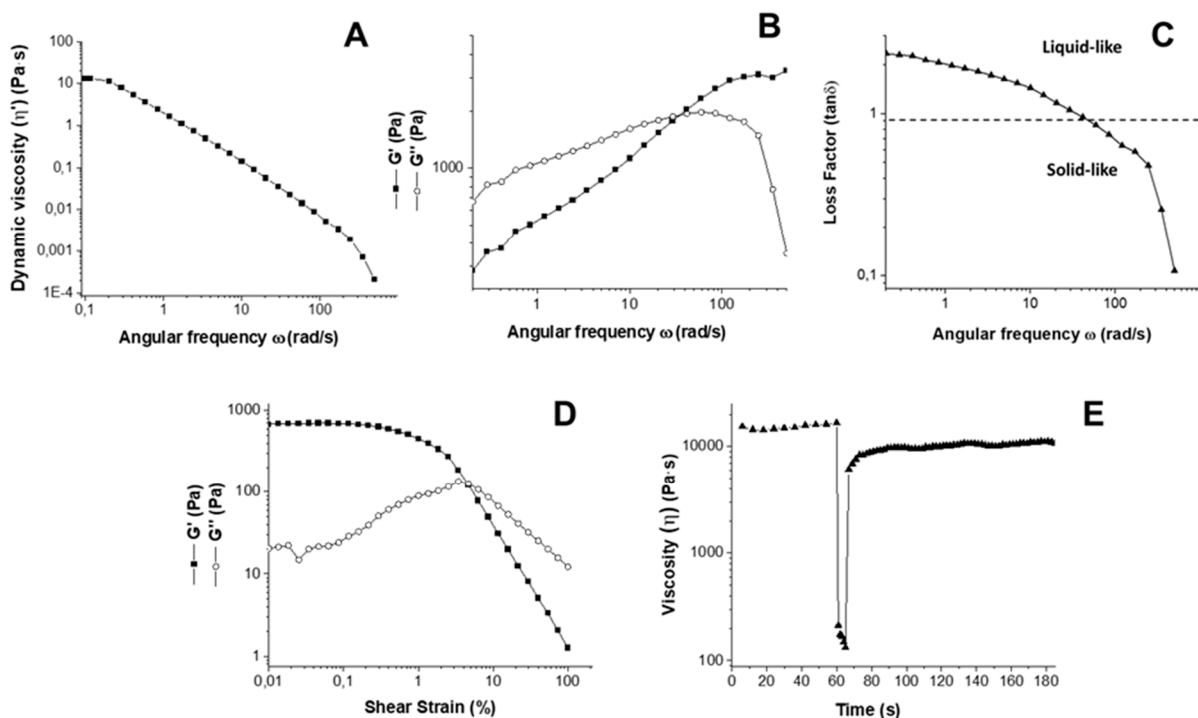 A
Dynamic viscosity (η') (Pa·s)
100
10
1
0,1
0,01
0,001
1E-4
0,1
1
10
100
Angular frequency ω (rad/s)
B
G' (Pa)
G'' (Pa)
1000
1
10
100
Angular frequency ω (rad/s)
C
Liquid-like
Solid-like
Loss Factor (tanδ)
1
0,1
1
10
100
Angular frequency ω (rad/s)
D
G' (Pa)
G'' (Pa)
1000
100
10
1
0,01
0,1
1
10
100
Shear Strain (%)
E
Viscosity (η) (Pa·s)
10000
1000
100
0
20
40
60
80
100
120
140
160
180
Time (s)